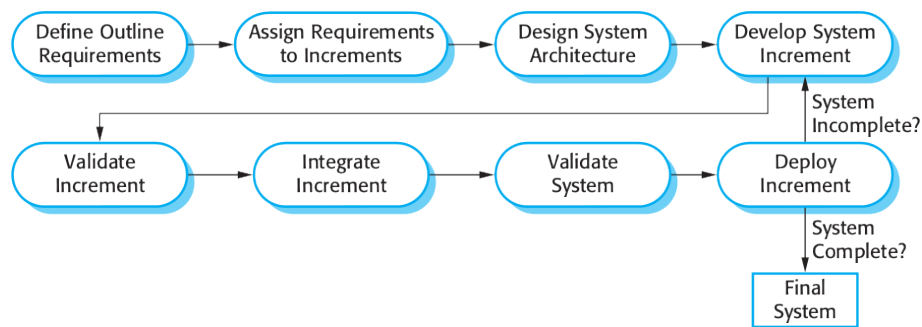 Define Outline
Requirements
Assign Requirements
to Increments
Design System
Architecture
Develop System
Increment
System
Incomplete?
Validate
Increment
Integrate
Increment
Validate
System
Deploy
Increment
System
Complete?
Final
System